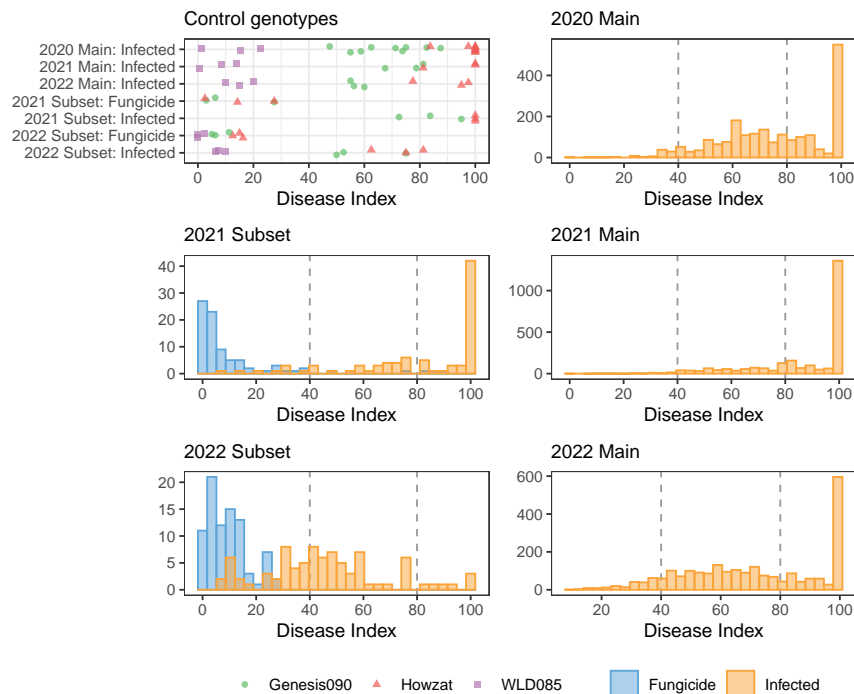 Control genotypes
2020 Main: Infected
2021 Main: Infected
2022 Main: Infected
2021 Subset: Fungicide
2021 Subset: Infected
2022 Subset: Fungicide
2022 Subset: Infected
0 20 40 60 80 100
Disease Index
2020 Main
400
200
0
0 20 40 60 80 100
Disease Index
2021 Subset
40
30
20
10
0
0 20 40 60 80 100
Disease Index
2021 Main
1000
500
0
0 20 40 60 80 100
Disease Index
2022 Subset
20
15
10
5
0
0 20 40 60 80 100
Disease Index
2022 Main
600
400
200
0
20 40 60 80 100
Disease Index
Genesis090 Howzat WLD085 Fungicide Infected